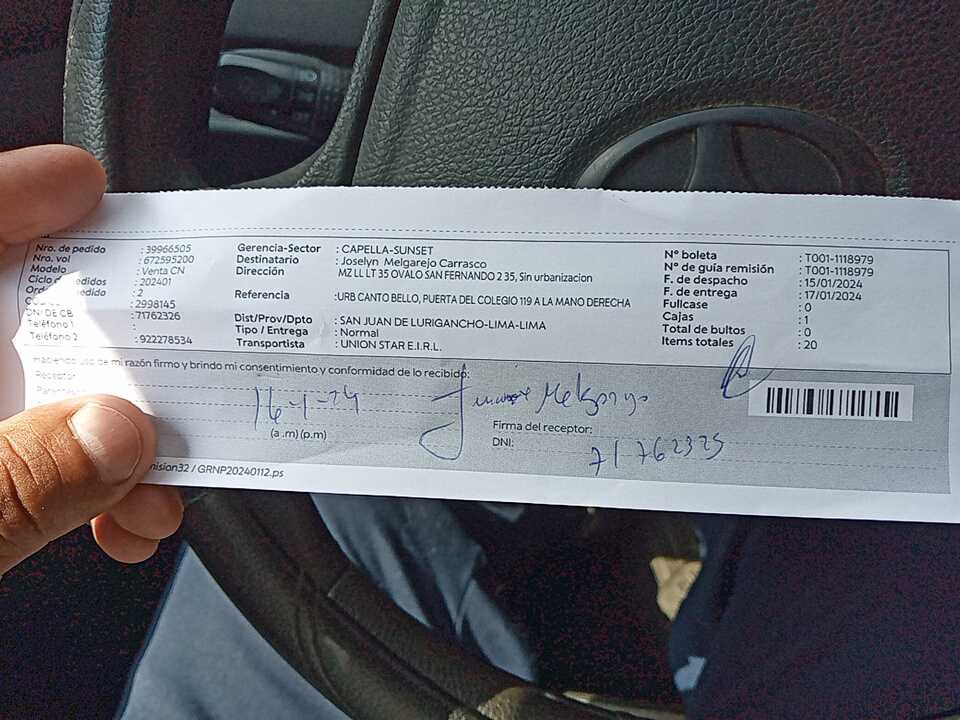 Nro. de pedido : 39966505
Nro. vol : 672595200
Modelo : Venta CN
Ciclo de pedidos : 202401
: 2
: 2998145
DNI DE CB : 71762326
Teléfono 1 :
Teléfono 2 : 922278534
Gerencia-Sector : CAPELLA-SUNSET
Destinatario : Joselyn Melgarejo Carrasco
Dirección MZ LL LT 35 OVALO SAN FERNANDO 2 35, Sin urbanizacion
Referencia : URB CANTO BELLO, PUERTA DEL COLEGIO 119 A LA MANO DERECHA
Dist/Prov/Dpto : SAN JUAN DE LURIGANCHO-LIMA-LIMA
Tipo / Entrega : Normal
Transportista : UNION STAR E.I.R.L.
N° boleta : T001-1118979
N° de guía remisión : T001-1118979
F. de despacho : 15/01/2024
F. de entrega : 17/01/2024
Fullcase : 0
Cajas : 1
Total de bultos : 0
Items totales : 20
Haciendo uso de mi razón firmo y brindo mi consentimiento y conformidad de lo recibido:
Receptor
16-1-24
(a .m) (p.m)
Firma del receptor:
DNI: 71762325
mision32 / GRNP20240112.ps